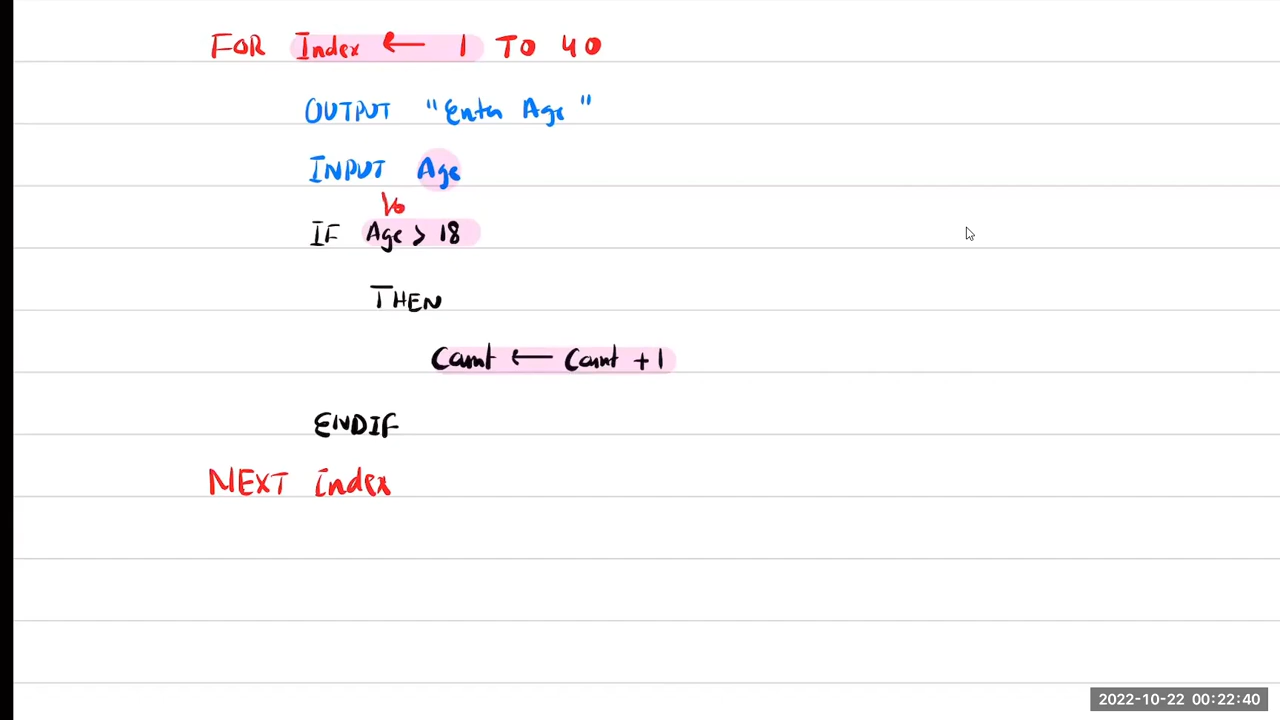 FOR Index ← 1 TO 40
OUTPUT "Enter Age"
INPUT Age
IF Age > 18
THEN
Count ← Count + 1
ENDIF
NEXT Index
2022-10-22 00:22:40